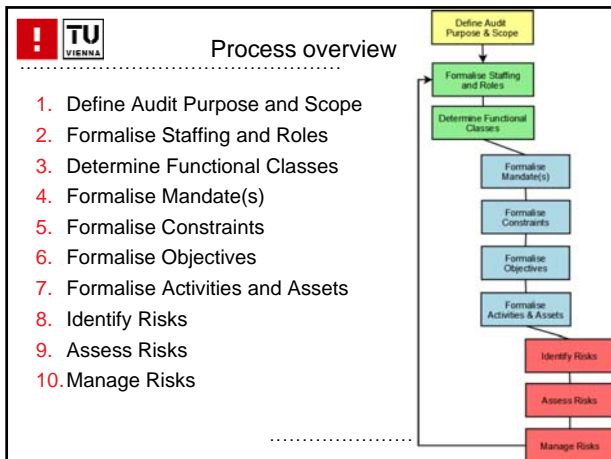 !
TU
VIENNA
Process overview
1. Define Audit Purpose and Scope
2. Formalise Staffing and Roles
3. Determine Functional Classes
4. Formalise Mandate(s)
5. Formalise Constraints
6. Formalise Objectives
7. Formalise Activities and Assets
8. Identify Risks
9. Assess Risks
10. Manage Risks
Define Audit
Purpose & Scope
Formalise Staffing
and Roles
Determine Functional
Classes
Formalise
Mandate(s)
Formalise
Constraints
Formalise
Objectives
Formalise
Activities & Assets
Identify Risks
Assess Risks
Manage Risks